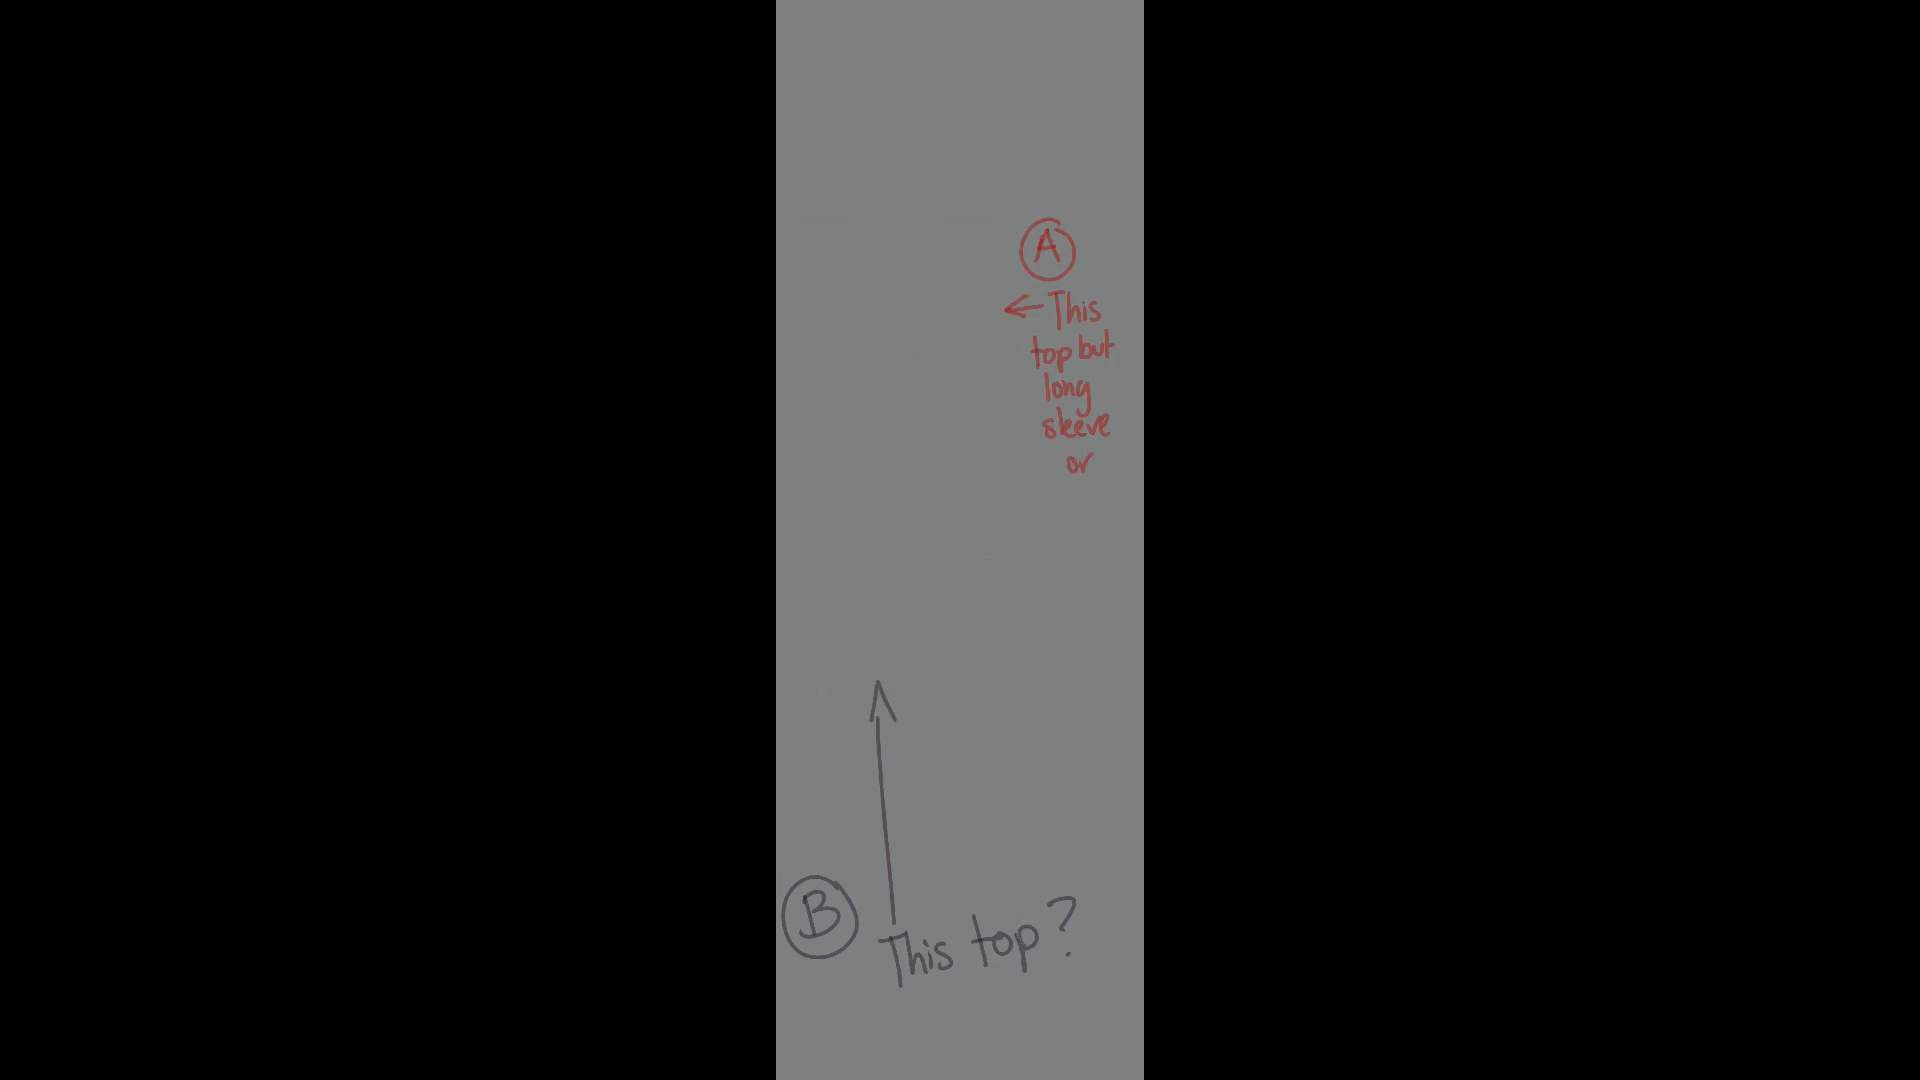 A
← This
top but
long
sleeve
or
B
This top?